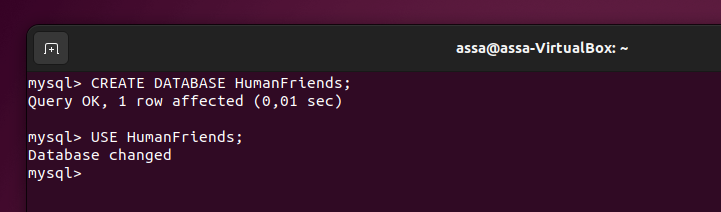 assa@assa-VirtualBox: ~
mysql> CREATE DATABASE HumanFriends;
Query OK, 1 row affected (0,01 sec)
mysql> USE HumanFriends;
Database changed
mysql>